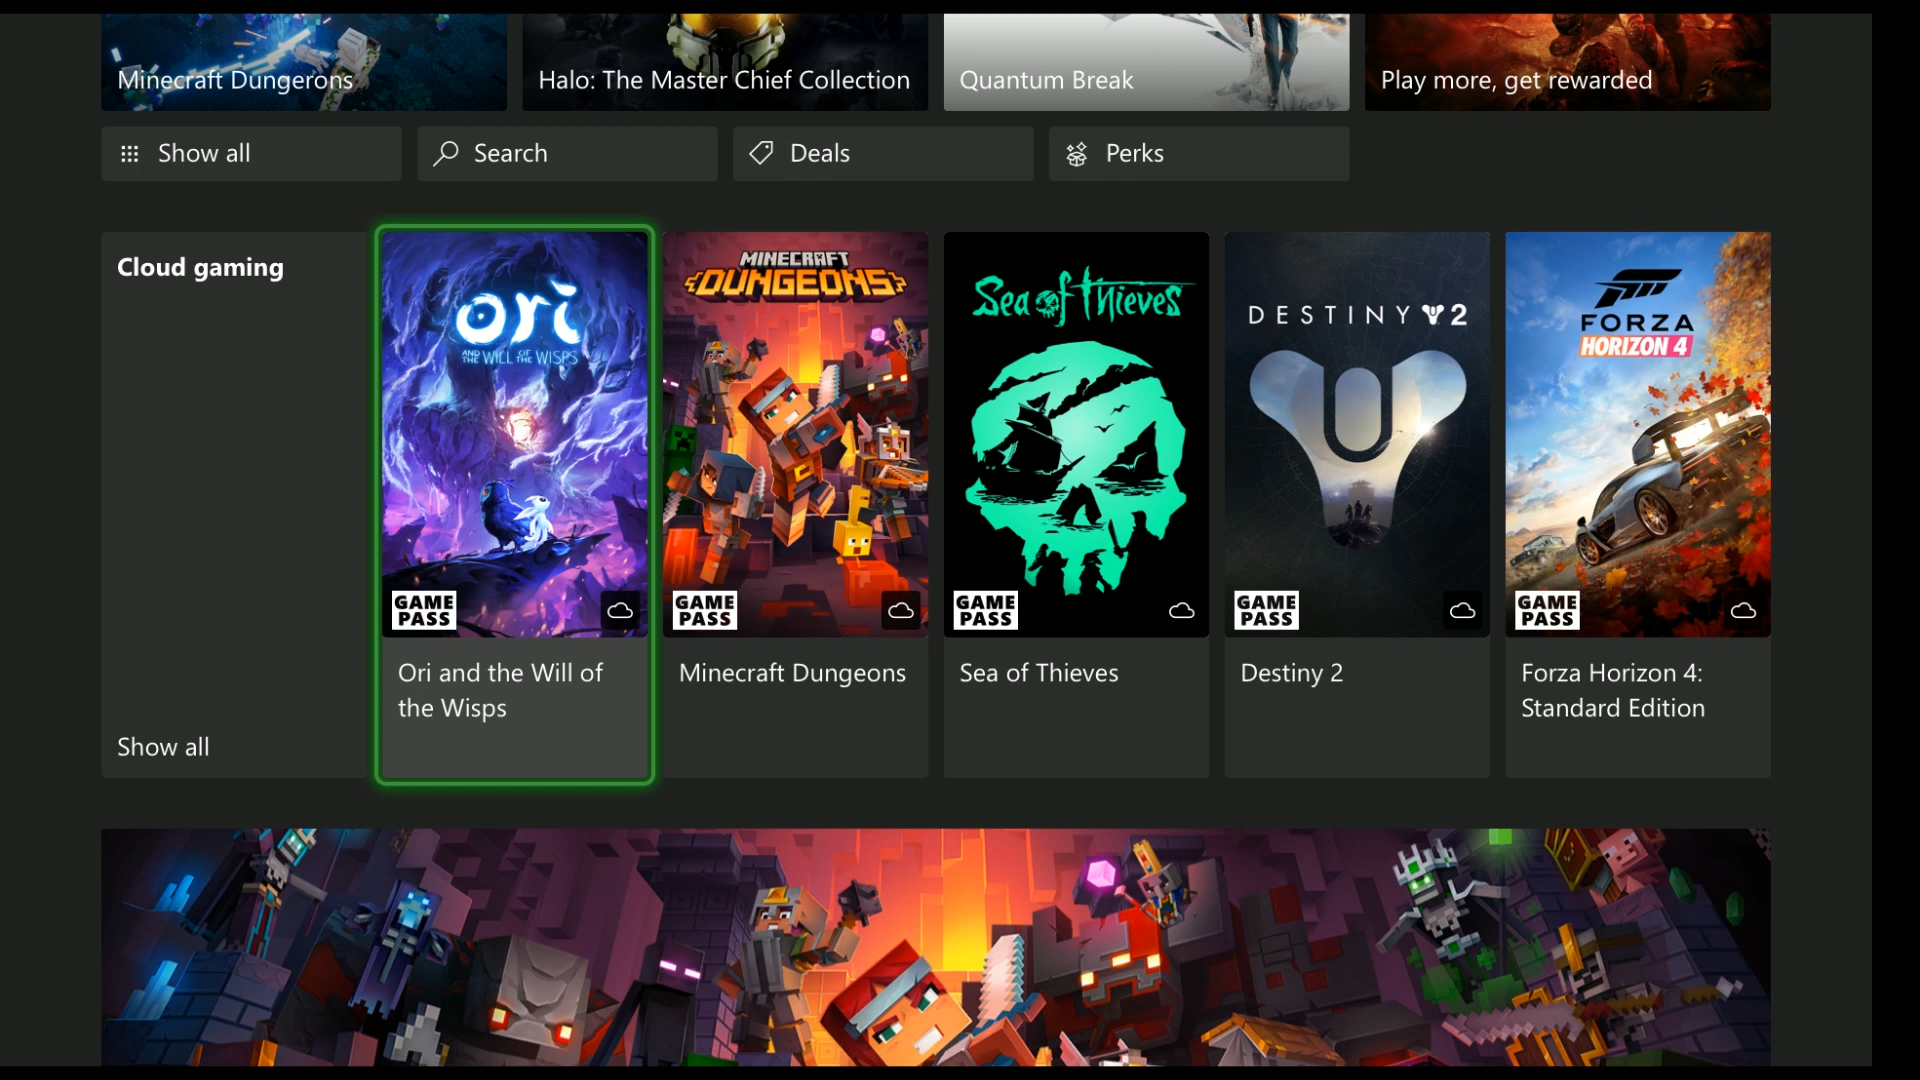 Minecraft Dungerons
Halo: The Master Chief Collection
Quantum Break
Play more, get rewarded
Show all
Search
Deals
Perks
Cloud gaming
Show all
ori
AND THE WILL OF THE WISPS
GAME
PASS
Ori and the Will of
the Wisps
MINECRAFT
DUNGEONS
GAME
PASS
Minecraft Dungeons
Sea of Thieves
GAME
PASS
Sea of Thieves
DESTINY 2
GAME
PASS
Destiny 2
FORZA
HORIZON 4
GAME
PASS
Forza Horizon 4:
Standard Edition